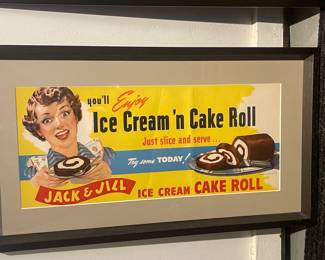 you'll Enjoy
Ice Cream 'n Cake Roll
Just slice and serve...
Try some TODAY!
JACK & JILL
ICE CREAM CAKE ROLL